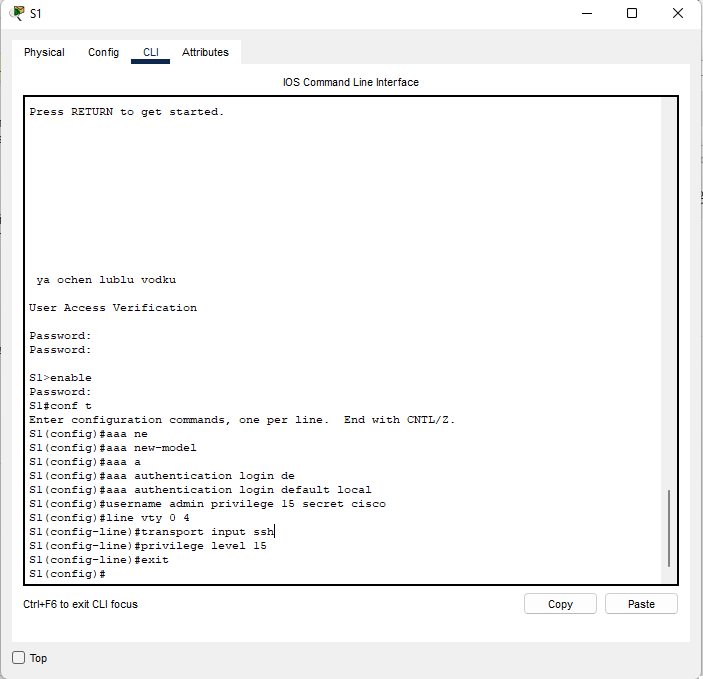 S1
Physical Config CLI Attributes
IOS Command Line Interface
Press RETURN to get started.
ya ochen lublu vodku
User Access Verification
Password:
Password:
S1>enable
Password:
S1#conf t
Enter configuration commands, one per line.  End with CNTL/Z.
S1(config)#aaa ne
S1(config)#aaa new-model
S1(config)#aaa a
S1(config)#aaa authentication login de
S1(config)#aaa authentication login default local
S1(config)#username admin privilege 15 secret cisco
S1(config)#line vty 0 4
S1(config-line)#transport input ssh
S1(config-line)#privilege level 15
S1(config-line)#exit
S1(config)#
Ctrl+F6 to exit CLI focus
Copy Paste
Top